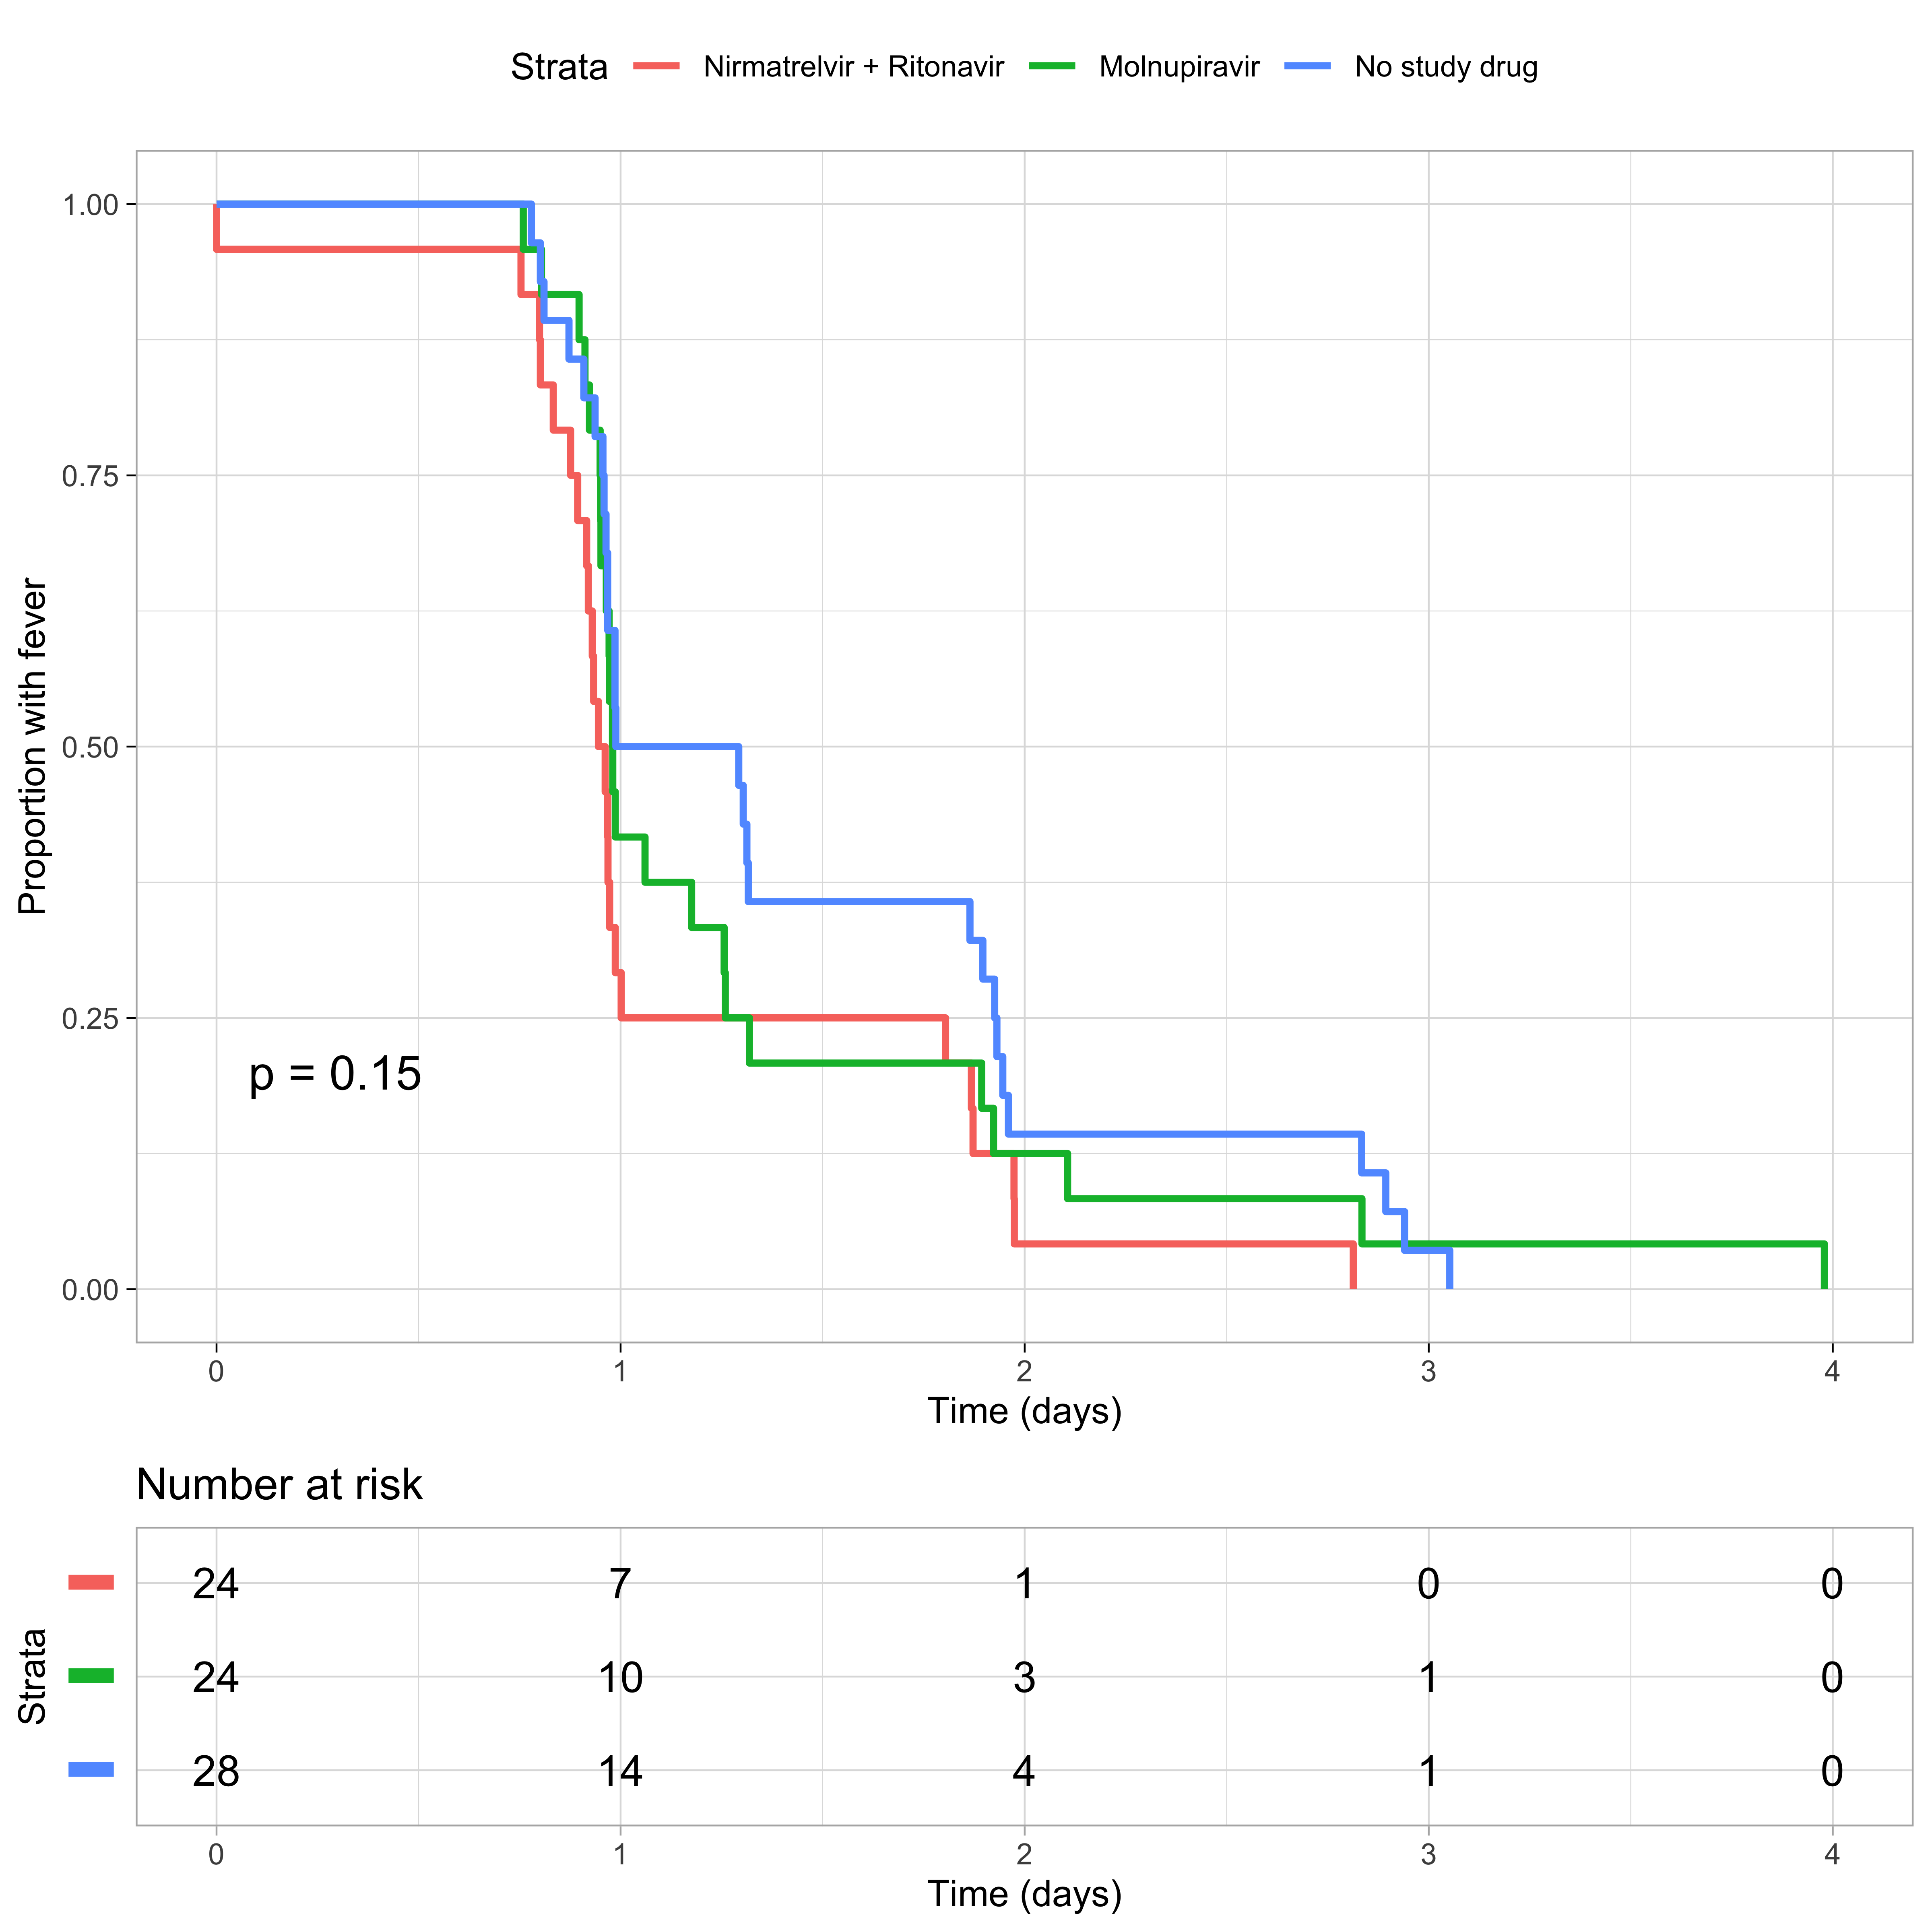 Strata Nirmatrelvir + Ritonavir Molnupiravir No study drug
1.00
0.75
0.50
0.25
0.00
Proportion with fever
p = 0.15
0 1 2 3 4
Time (days)
Number at risk
Strata
24 7 1 0 0
24 10 3 1 0
28 14 4 1 0
0 1 2 3 4
Time (days)